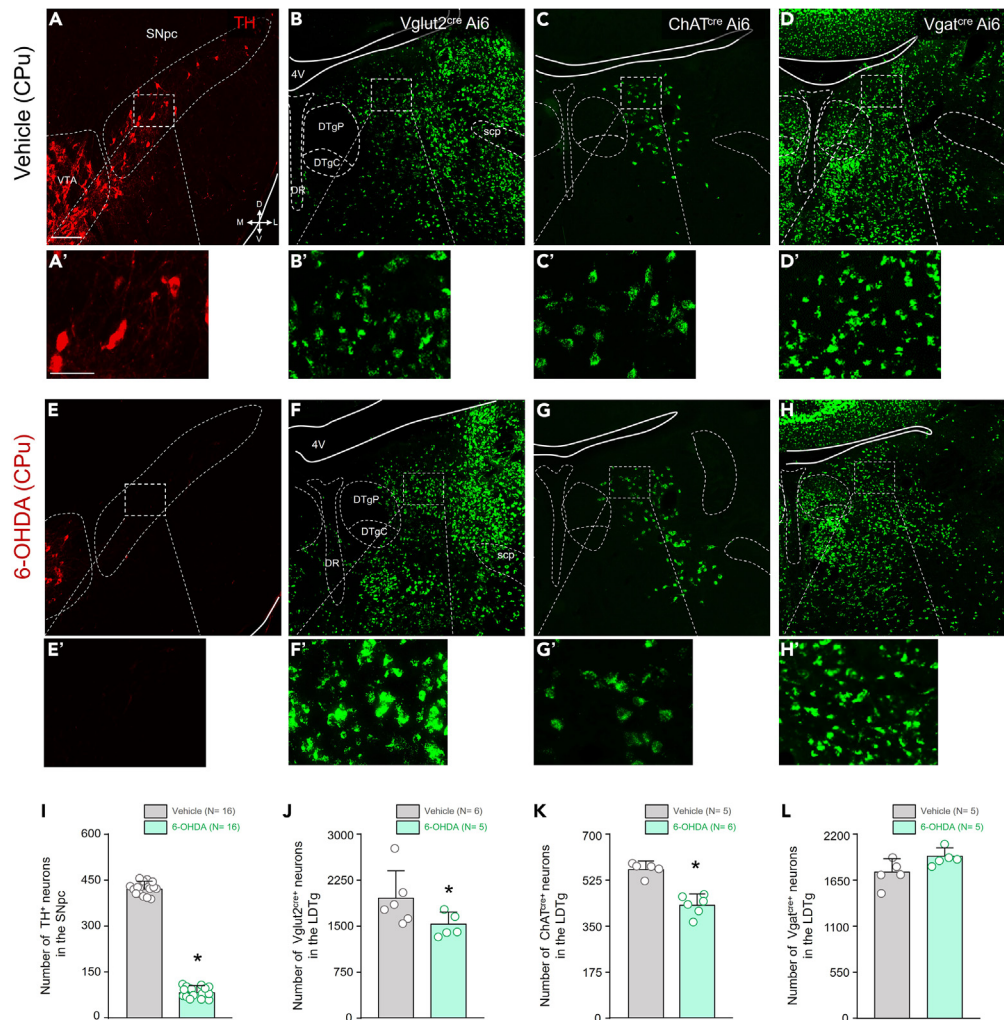 Vehicle (CPu)
A
TH
SNpc
VTA
D
M
L
V
B
Vglut2cre Ai6
4V
DTgP
DTgC
DR
scp
C
ChATcre Ai6
D
Vgatcre Ai6
A'
B'
C'
D'
6-OHDA (CPu)
E
F
4V
DTgP
DTgC
DR
scp
G
H
E'
F'
G'
H'
I
Vehicle (N= 16)
6-OHDA (N= 16)
Number of TH+ neurons
in the SNpc
600
450
300
150
0
*
J
Vehicle (N= 6)
6-OHDA (N= 5)
Number of Vglut2cre+ neurons
in the LDTg
3000
2250
1500
750
0
*
K
Vehicle (N= 5)
6-OHDA (N= 6)
Number of ChATcre+ neurons
in the LDTg
700
525
350
175
0
*
L
Vehicle (N= 5)
6-OHDA (N= 5)
Number of Vgatcre+ neurons
in the LDTg
2200
1650
1100
550
0